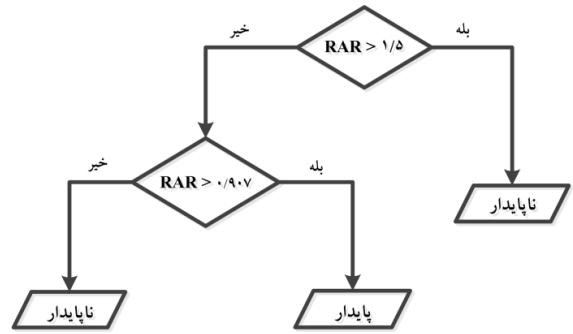 RAR > ۱/۵
بله
خیر
ناپایدار
RAR > ۰/۹۰۷
بله
خیر
پایدار
ناپایدار